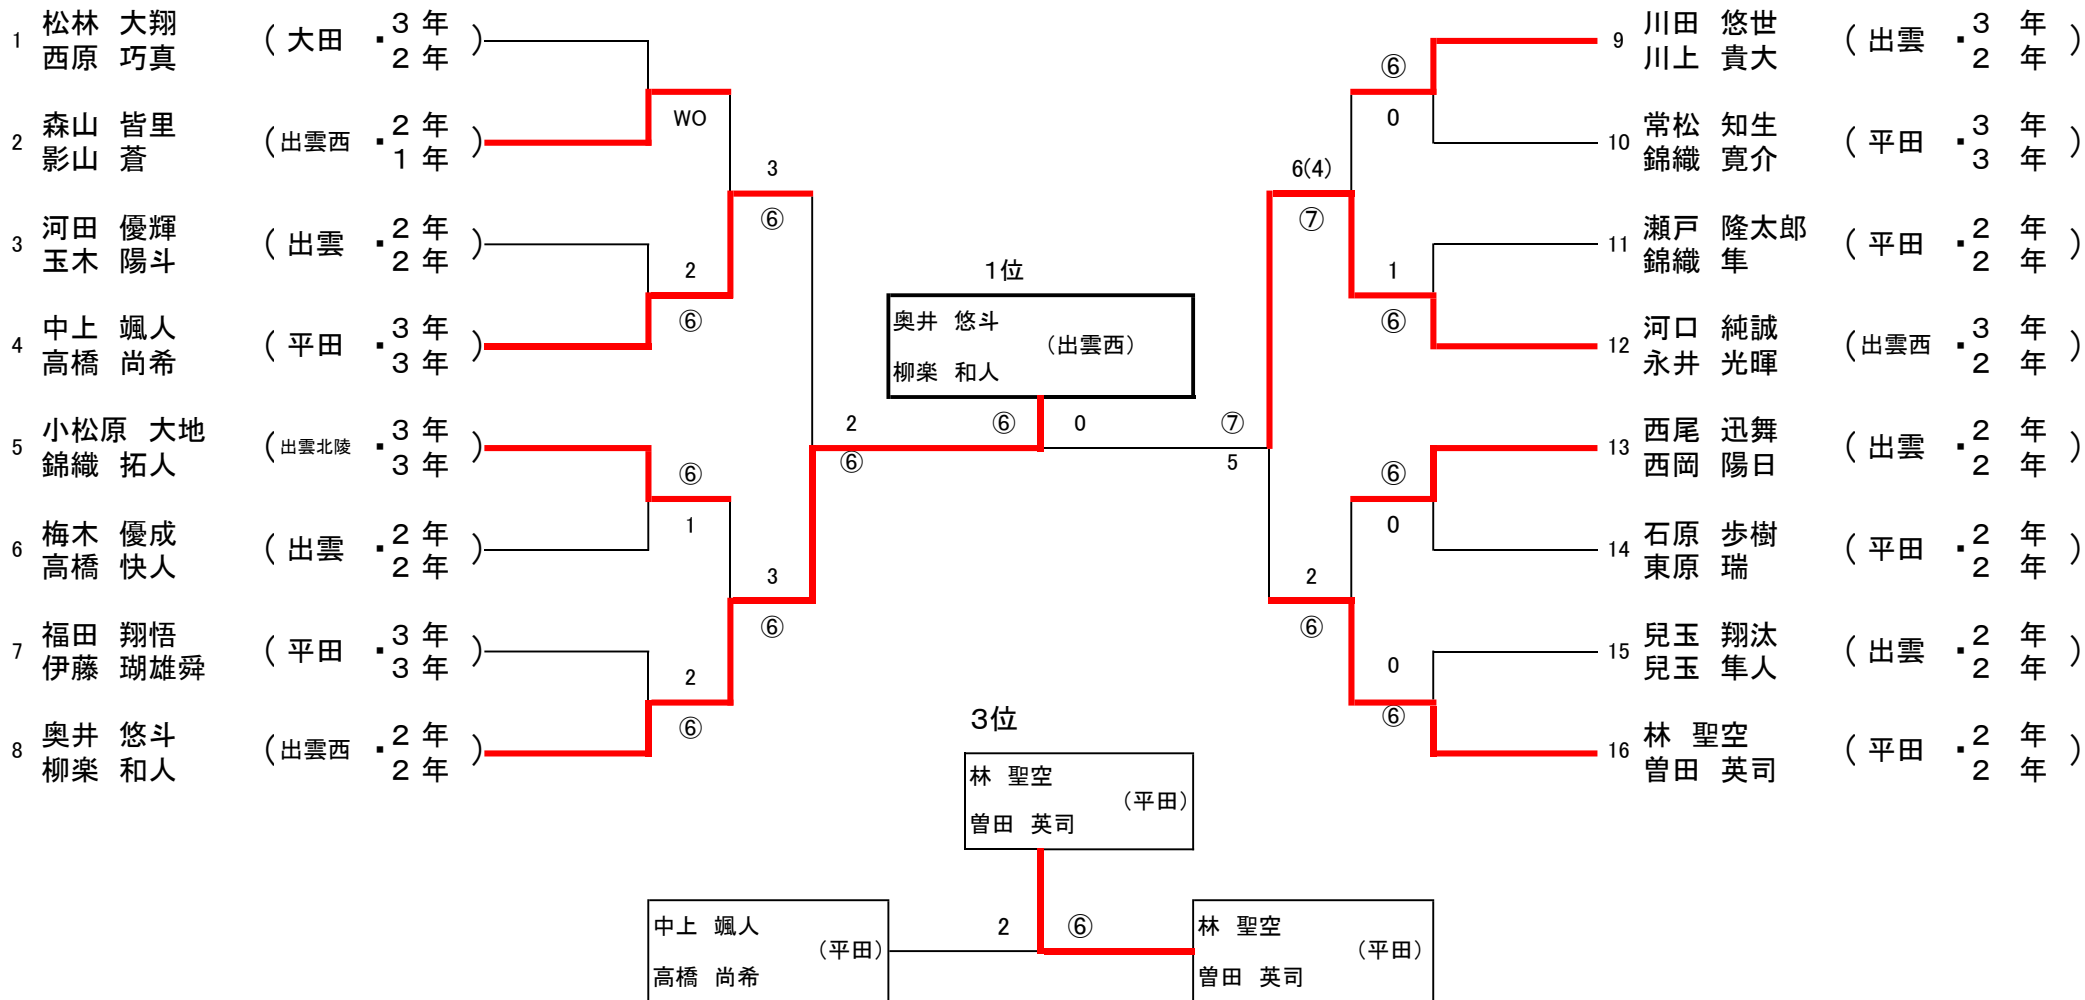 1 松林 大翔 ( 大田 ・ 3 年 )
西原 巧真 2 年
2 森山 皆里 ( 出雲西 ・ 2 年 )
影山 蒼 1 年
3 河田 優輝 ( 出雲 ・ 2 年 )
玉木 陽斗 2 年
4 中上 颯人 ( 平田 ・ 3 年 )
高橋 尚希 3 年
5 小松原 大地 ( 出雲北陵 ・ 3 年 )
錦織 拓人 3 年
6 梅木 優成 ( 出雲 ・ 2 年 )
高橋 快人 2 年
7 福田 翔悟 ( 平田 ・ 3 年 )
伊藤 瑚雄舜 3 年
8 奥井 悠斗 ( 出雲西 ・ 2 年 )
柳楽 和人 2 年
WO
2
⑥
⑥
1
2
⑥
3
⑥
3
⑥
2
⑥
1位
奥井 悠斗
(出雲西)
柳楽 和人
⑥ 0
⑦
5
6(4)
⑦
2
⑥
⑥
0
1
⑥
⑥
0
0
⑥
9 川田 悠世 ( 出雲 ・ 3 年 )
川上 貴大 2 年
10 常松 知生 ( 平田 ・ 3 年 )
錦織 寛介 3 年
11 瀬戸 隆太郎 ( 平田 ・ 2 年 )
錦織 隼 2 年
12 河口 純誠 ( 出雲西 ・ 3 年 )
永井 光暉 2 年
13 西尾 迅舞 ( 出雲 ・ 2 年 )
西岡 陽日 2 年
14 石原 歩樹 ( 平田 ・ 2 年 )
東原 瑞 2 年
15 兒玉 翔汰 ( 出雲 ・ 2 年 )
兒玉 隼人 2 年
16 林 聖空 ( 平田 ・ 2 年 )
曽田 英司 2 年
3位
林 聖空
(平田)
曽田 英司
中上 颯人
(平田)
高橋 尚希
2 ⑥
林 聖空
(平田)
曽田 英司